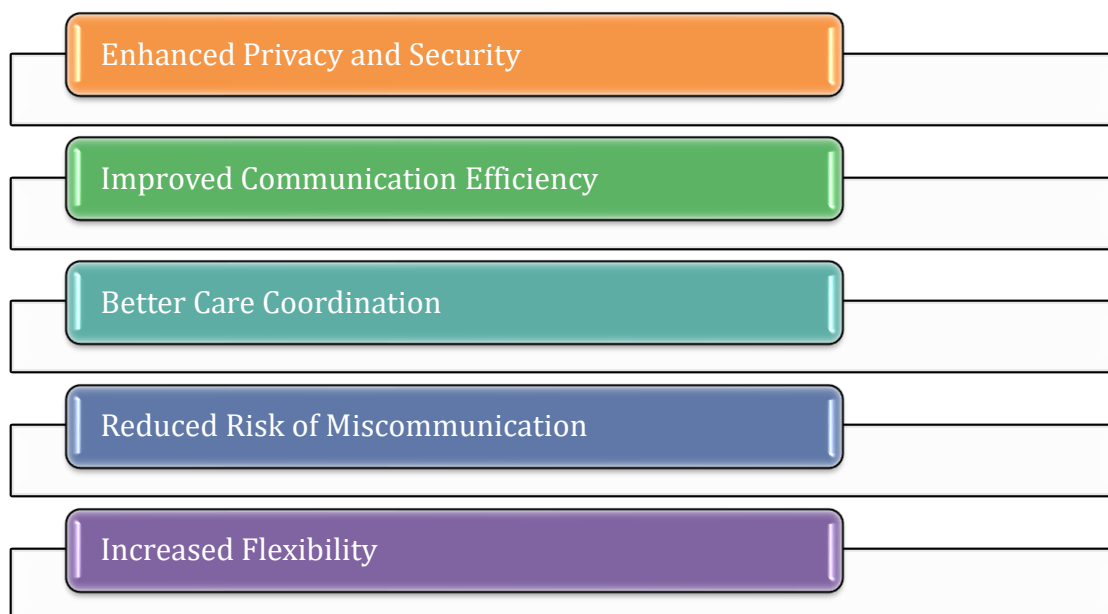 Enhanced Privacy and Security
Improved Communication Efficiency
Better Care Coordination
Reduced Risk of Miscommunication
Increased Flexibility